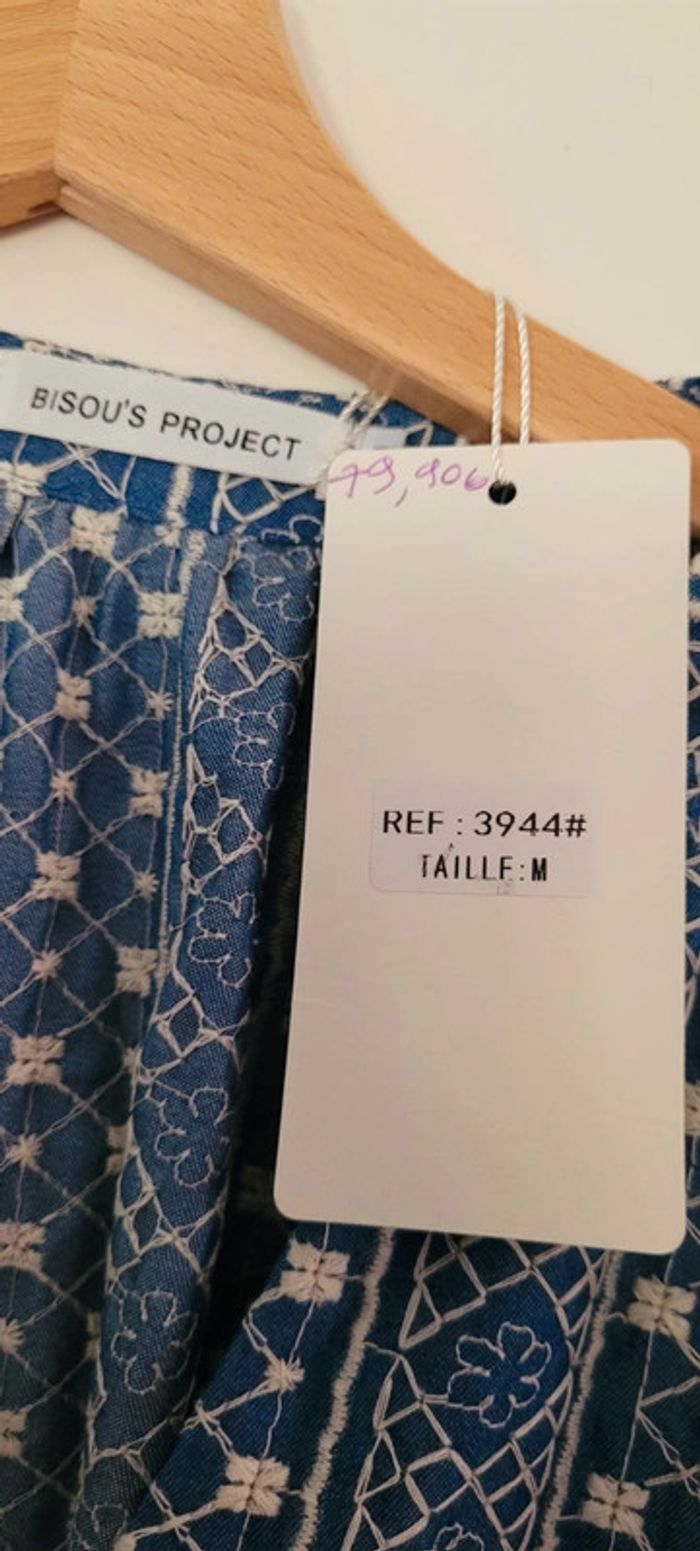 BISOU'S PROJECT
79,90€
REF : 3944#
TAILLE:M